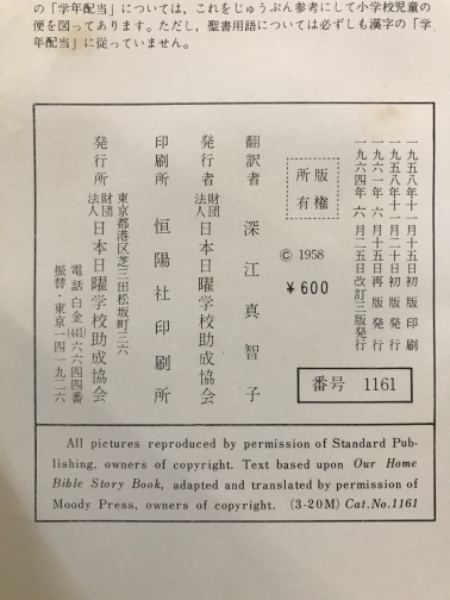 の「学年配当」については，これをじゅうぶん参考にして小学校児童の
便を図ってあります。ただし，聖書用語については必ずしも漢字の「学
年配当」に従っていません。
一九五八年十一月十五日初版印刷
一九五八年十一月二十日初版発行
一九六一年六月十五日再版発行
一九六四年六月二五日改訂三版発行
版権
所有
© 1958
¥600
番号 1161
翻訳者 深江真智子
発行者 財団法人 日本日曜学校助成協会
印刷所 恒陽社印刷所
東京都港区芝三田松坂町三六
発行所 財団法人 日本日曜学校助成協会
電話白金(441)六六四四番
振替・東京一四一九二六
All pictures reproduced by permission of Standard Pub-
lishing, owners of copyright. Text based upon Our Home
Bible Story Book, adapted and translated by permission of
Moody Press, owners of copyright. (3-20M) Cat.No.1161